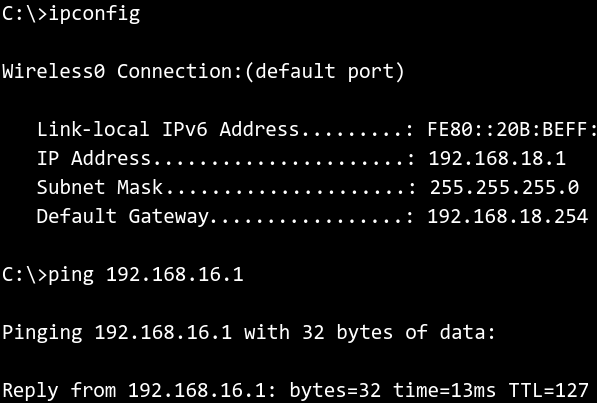 C:\>ipconfig
Wireless0 Connection:(default port)
Link-local IPv6 Address.........: FE80::20B:BEFF:
IP Address......................: 192.168.18.1
Subnet Mask.....................: 255.255.255.0
Default Gateway.................: 192.168.18.254
C:\>ping 192.168.16.1
Pinging 192.168.16.1 with 32 bytes of data:
Reply from 192.168.16.1: bytes=32 time=13ms TTL=127